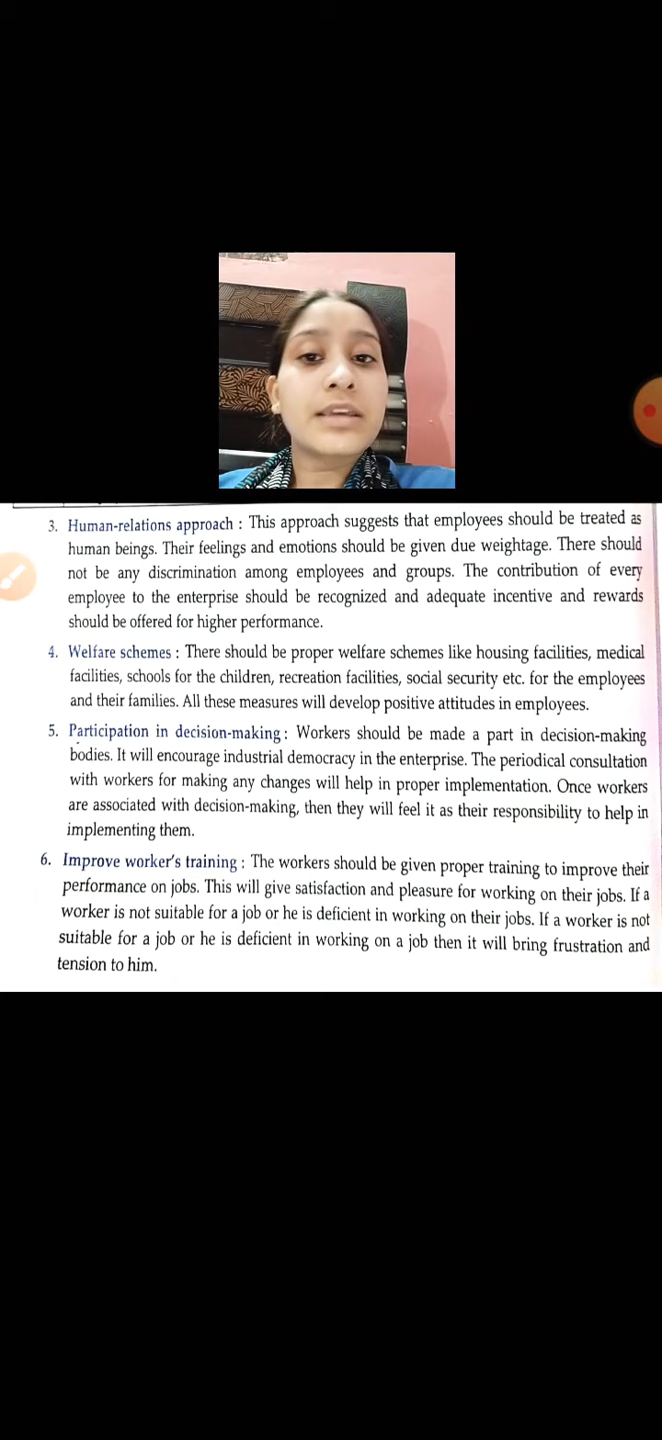 3. Human-relations approach : This approach suggests that employees should be treated as
human beings. Their feelings and emotions should be given due weightage. There should
not be any discrimination among employees and groups. The contribution of every
employee to the enterprise should be recognized and adequate incentive and rewards
should be offered for higher performance.
4. Welfare schemes : There should be proper welfare schemes like housing facilities, medical
facilities, schools for the children, recreation facilities, social security etc. for the employees
and their families. All these measures will develop positive attitudes in employees.
5. Participation in decision-making : Workers should be made a part in decision-making
bodies. It will encourage industrial democracy in the enterprise. The periodical consultation
with workers for making any changes will help in proper implementation. Once workers
are associated with decision-making, then they will feel it as their responsibility to help in
implementing them.
6. Improve worker's training : The workers should be given proper training to improve their
performance on jobs. This will give satisfaction and pleasure for working on their jobs. If a
worker is not suitable for a job or he is deficient in working on their jobs. If a worker is not
suitable for a job or he is deficient in working on a job then it will bring frustration and
tension to him.